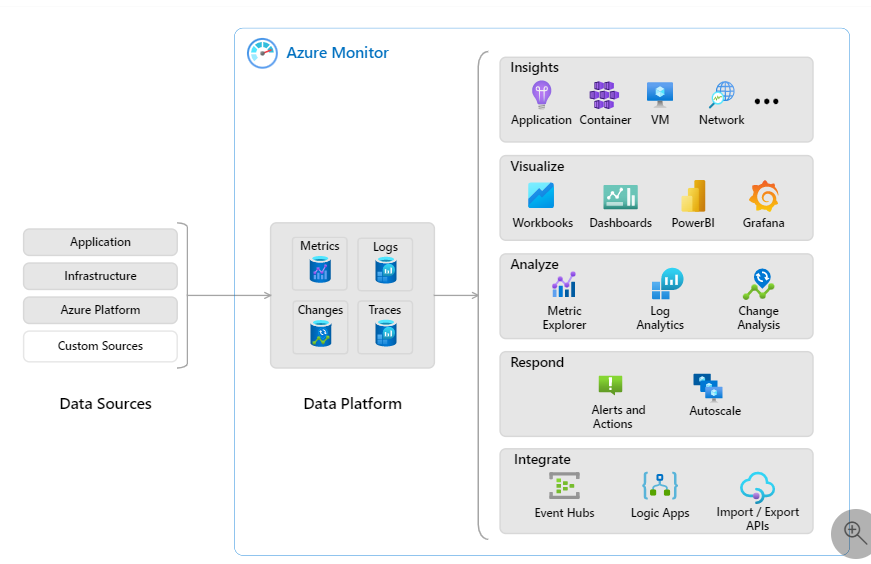 Azure Monitor
Application
Infrastructure
Azure Platform
Custom Sources
Data Sources
Metrics
Logs
Changes
Traces
Data Platform
Insights
Application
Container
VM
Network
•••
Visualize
Workbooks
Dashboards
PowerBI
Grafana
Analyze
Metric
Explorer
Log
Analytics
Change
Analysis
Respond
Alerts and
Actions
Autoscale
Integrate
Event Hubs
Logic Apps
Import / Export
APIs